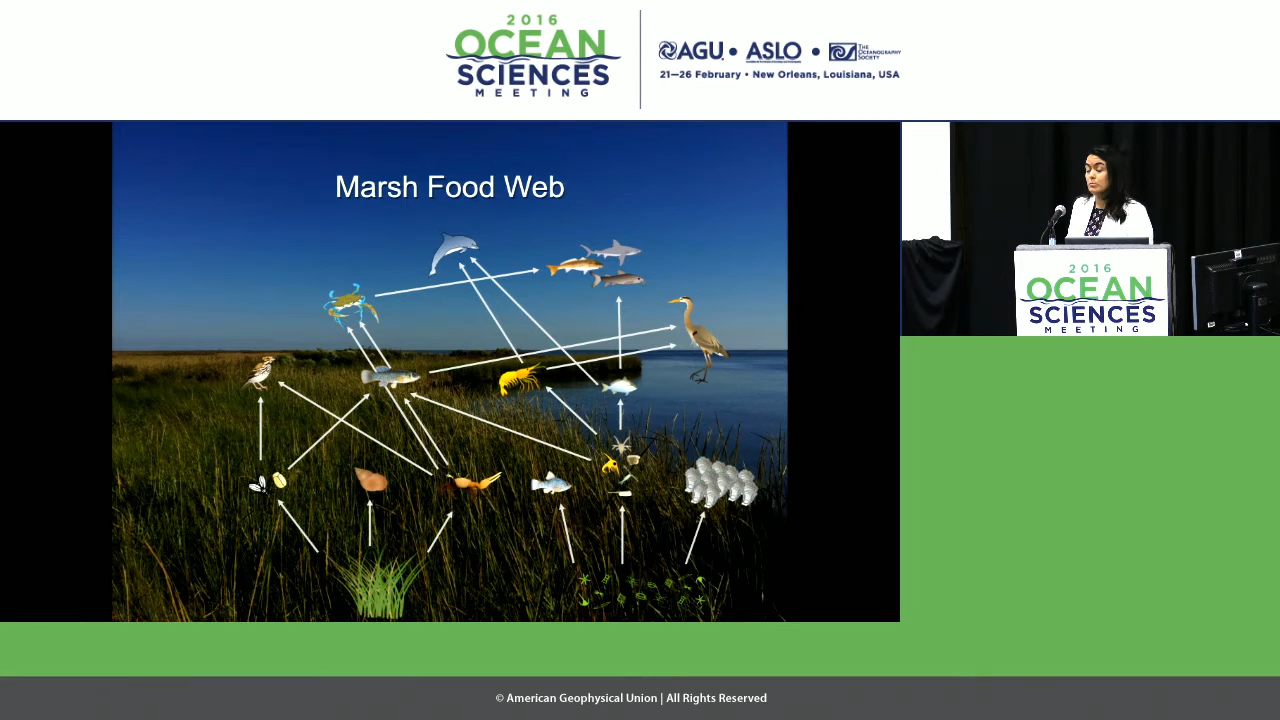 2016
OCEAN
SCIENCES
MEETING
AGU • ASLO • THE OCEANOGRAPHY SOCIETY
21–26 February • New Orleans, Louisiana, USA
Marsh Food Web
2016
OCEAN
SCIENCES
MEETING
© American Geophysical Union | All Rights Reserved